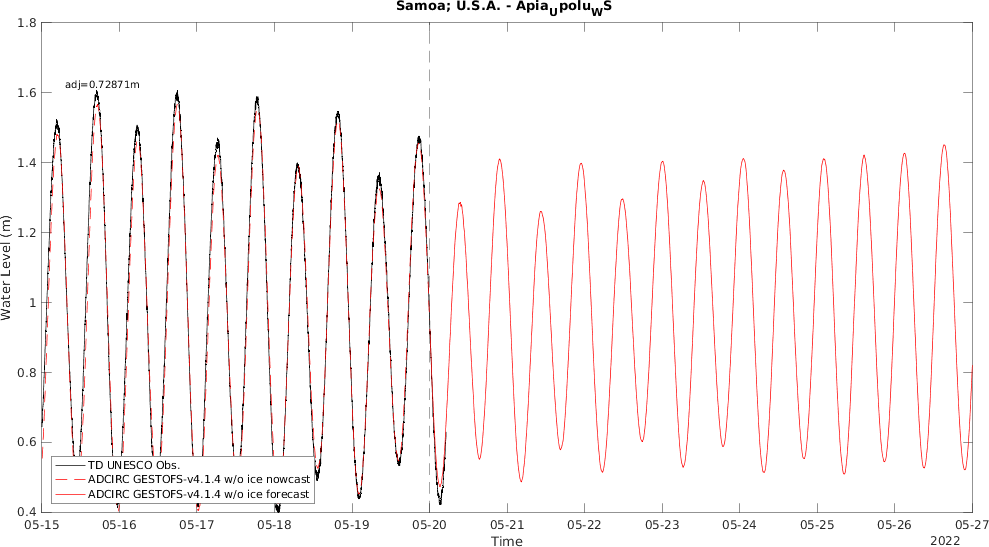 Samoa; U.S.A. - ApiaUpoluWS
1.8
1.6
1.4
1.2
1
0.8
0.6
0.4
Water Level (m)
adj=0.72871m
TD UNESCO Obs.
ADCIRC GESTOFS-v4.1.4 w/o ice nowcast
ADCIRC GESTOFS-v4.1.4 w/o ice forecast
05-15 05-16 05-17 05-18 05-19 05-20 05-21 05-22 05-23 05-24 05-25 05-26 05-27
Time
2022